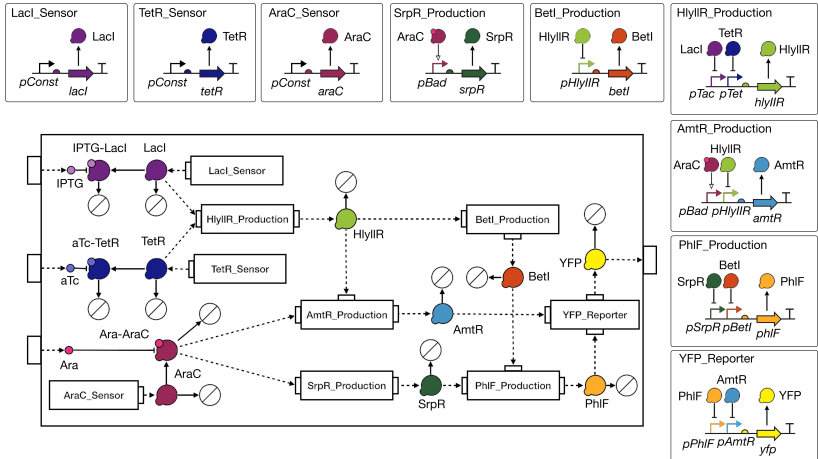 LacI_Sensor
LacI
pConst
lacI
TetR_Sensor
TetR
pConst
tetR
AraC_Sensor
AraC
pConst
araC
SrpR_Production
AraC
SrpR
pBad
srpR
BetI_Production
HlyIIR
BetI
pHlyIIR
betI
HlyIIR_Production
TetR
LacI
HlyIIR
pTac
pTet
hlyIIR
AmtR_Production
HlyIIR
AraC
AmtR
pBad
pHlyIIR
amtR
PhlF_Production
BetI
SrpR
PhlF
pSrpR
pBetI
phlF
YFP_Reporter
AmtR
PhlF
YFP
pPhlF
pAmtR
yfp
IPTG-LacI
LacI
IPTG
LacI_Sensor
HlyIIR_Production
HlyIIR
BetI_Production
aTc-TetR
TetR
aTc
TetR_Sensor
YFP
BetI
AmtR_Production
AmtR
YFP_Reporter
Ara-AraC
Ara
AraC
AraC_Sensor
SrpR_Production
SrpR
PhlF_Production
PhlF